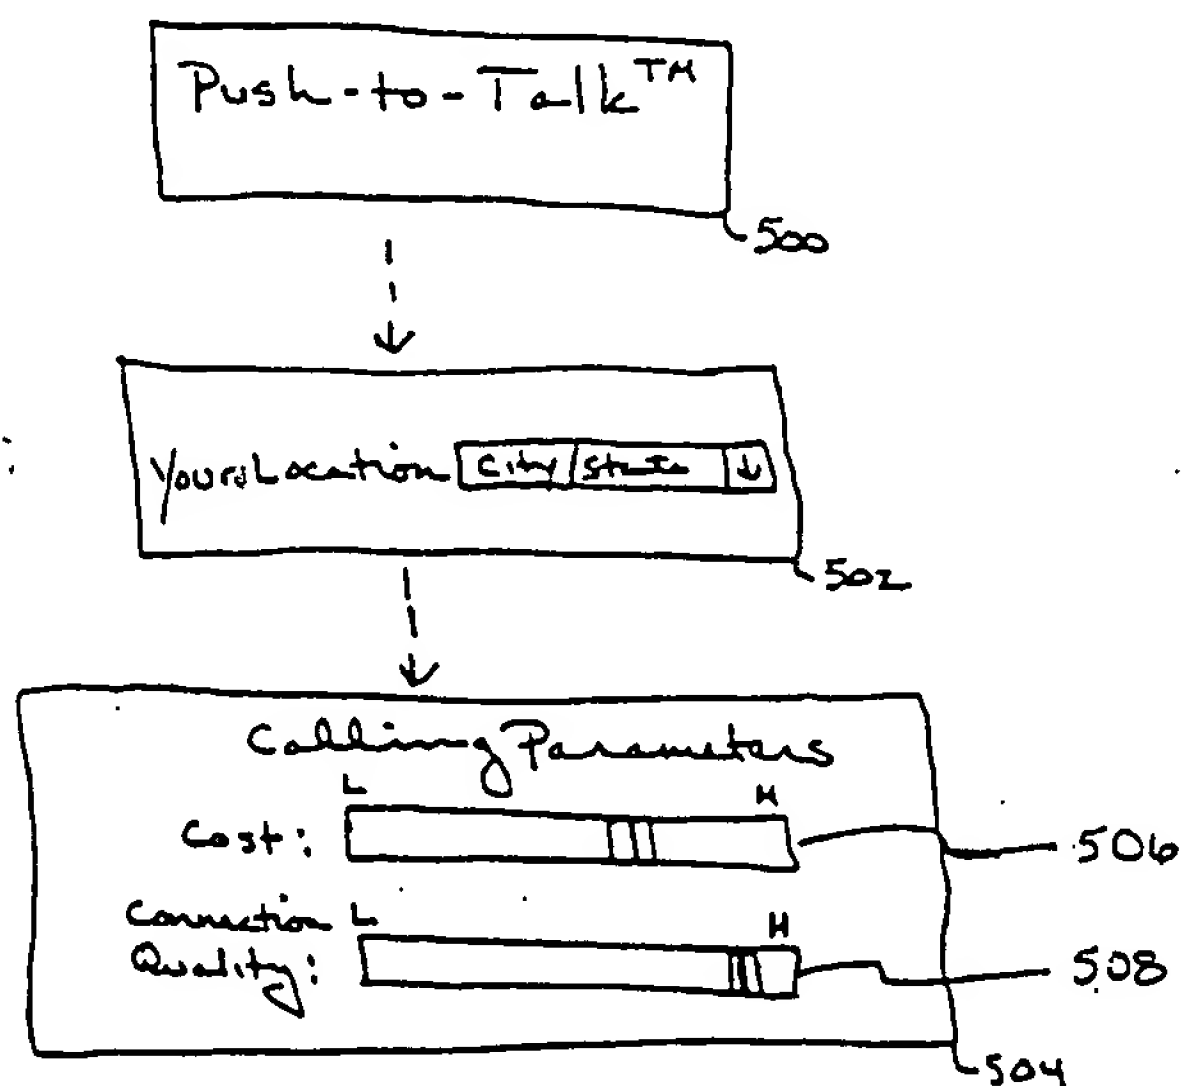 Push-to-Talk™
500
Your Location City State
502
Calling Parameters
L H
Cost:
506
Connection L H
Quality:
508
504